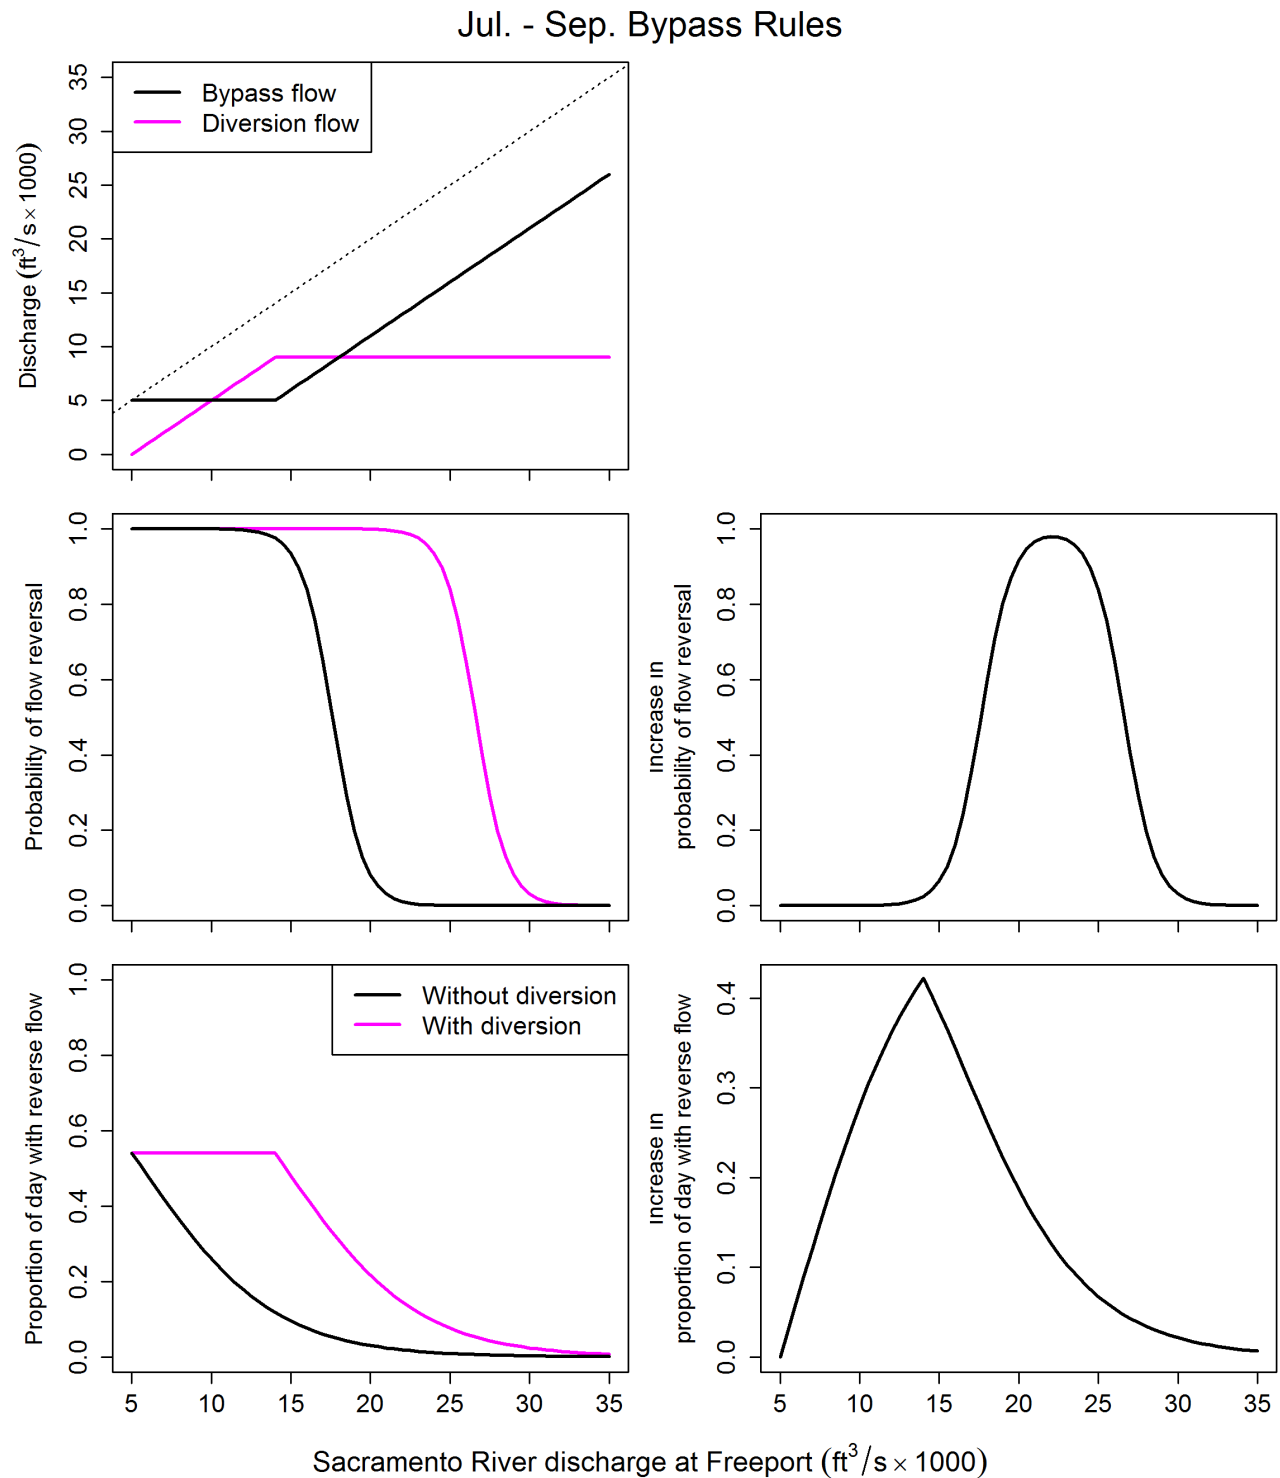 Jul. - Sep. Bypass Rules
Discharge (ft³/s × 1000)
35
30
25
20
15
10
5
0
Bypass flow
Diversion flow
Probability of flow reversal
1.0
0.8
0.6
0.4
0.2
0.0
Increase in
probability of flow reversal
1.0
0.8
0.6
0.4
0.2
0.0
Proportion of day with reverse flow
1.0
0.8
0.6
0.4
0.2
0.0
Without diversion
With diversion
Increase in
proportion of day with reverse flow
0.4
0.3
0.2
0.1
0.0
5 10 15 20 25 30 35
5 10 15 20 25 30 35
Sacramento River discharge at Freeport (ft³/s × 1000)